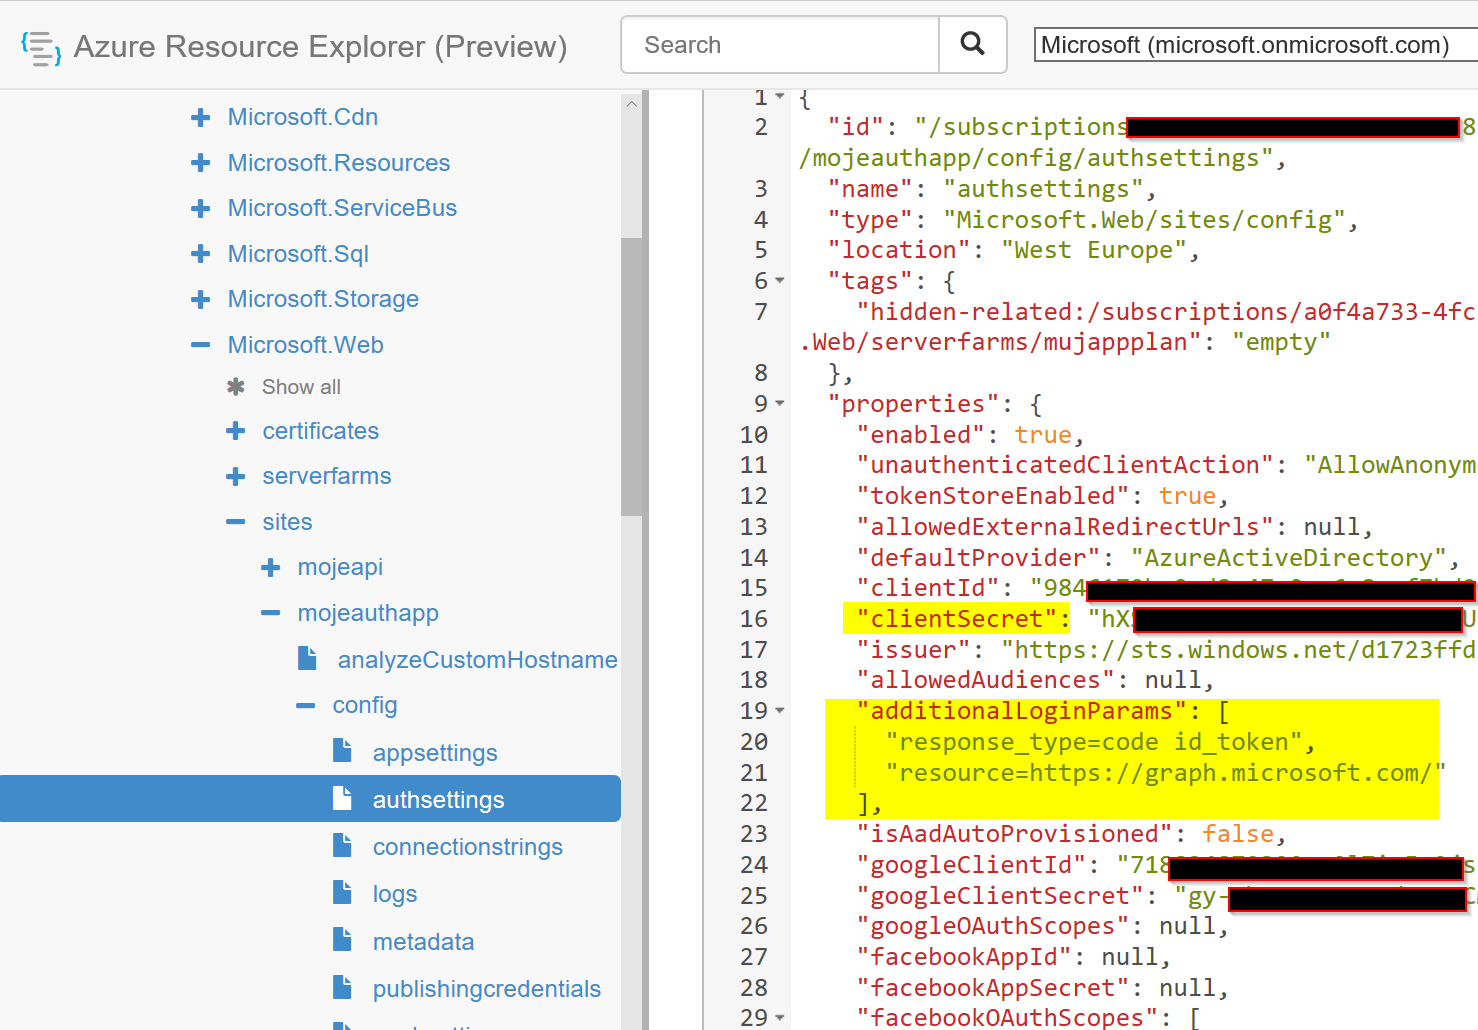 Azure Resource Explorer (Preview)
Search
Microsoft (microsoft.onmicrosoft.com)
Microsoft.Cdn
Microsoft.Resources
Microsoft.ServiceBus
Microsoft.Sql
Microsoft.Storage
Microsoft.Web
Show all
certificates
serverfarms
sites
mojeapi
mojeauthapp
analyzeCustomHostname
config
appsettings
authsettings
connectionstrings
logs
metadata
publishingcredentials
1 {
2 "id": "/subscriptions
/mojeauthapp/config/authsettings",
3 "name": "authsettings",
4 "type": "Microsoft.Web/sites/config",
5 "location": "West Europe",
6 "tags": {
7 "hidden-related:/subscriptions/a0f4a733-4fc
.Web/serverfarms/mujappplan": "empty"
8 },
9 "properties": {
10 "enabled": true,
11 "unauthenticatedClientAction": "AllowAnonym
12 "tokenStoreEnabled": true,
13 "allowedExternalRedirectUrls": null,
14 "defaultProvider": "AzureActiveDirectory",
15 "clientId": "984
16 "clientSecret": "hX
17 "issuer": "https://sts.windows.net/d1723ffd
18 "allowedAudiences": null,
19 "additionalLoginParams": [
20 "response_type=code id_token",
21 "resource=https://graph.microsoft.com/"
22 ],
23 "isAadAutoProvisioned": false,
24 "googleClientId": "718
25 "googleClientSecret": "gy-
26 "googleOAuthScopes": null,
27 "facebookAppId": null,
28 "facebookAppSecret": null,
29 "facebookOAuthScopes": [